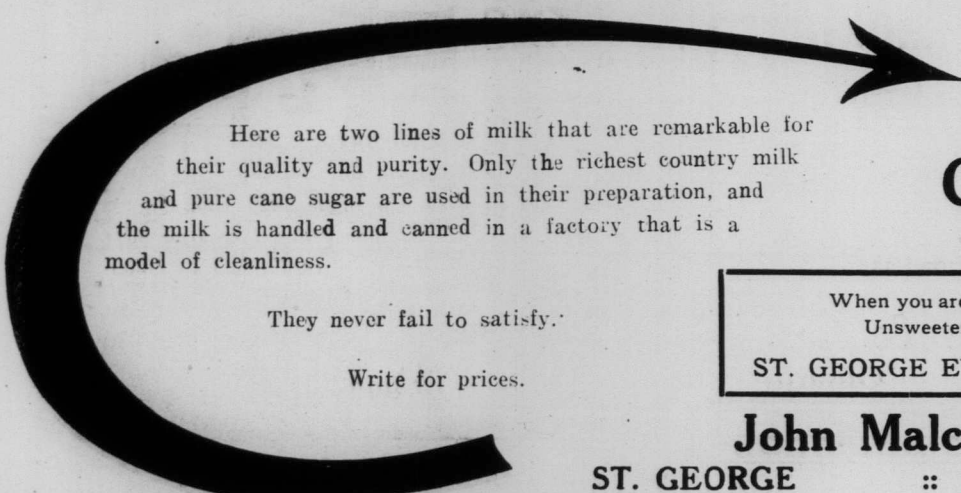 Here are two lines of milk that are remarkable for
their quality and purity. Only the richest country milk
and pure cane sugar are used in their preparation, and
the milk is handled and canned in a factory that is a
model of cleanliness.
They never fail to satisfy.
Write for prices.
When you are
Unsweete
ST. GEORGE E
John Malc
ST. GEORGE ::